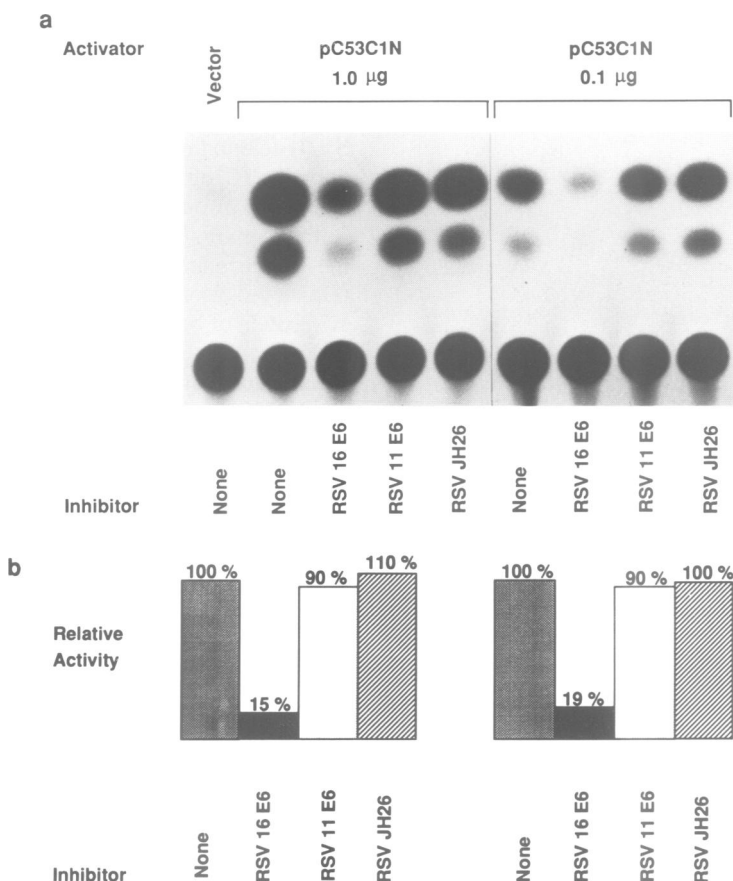 a
Activator
Vector
pC53C1N
1.0 μg
pC53C1N
0.1 μg
Inhibitor
None
None
RSV 16 E6
RSV 11 E6
RSV JH26
None
RSV 16 E6
RSV 11 E6
RSV JH26
b
Relative
Activity
100 %
15 %
90 %
110 %
100 %
19 %
90 %
100 %
Inhibitor
None
RSV 16 E6
RSV 11 E6
RSV JH26
None
RSV 16 E6
RSV 11 E6
RSV JH26